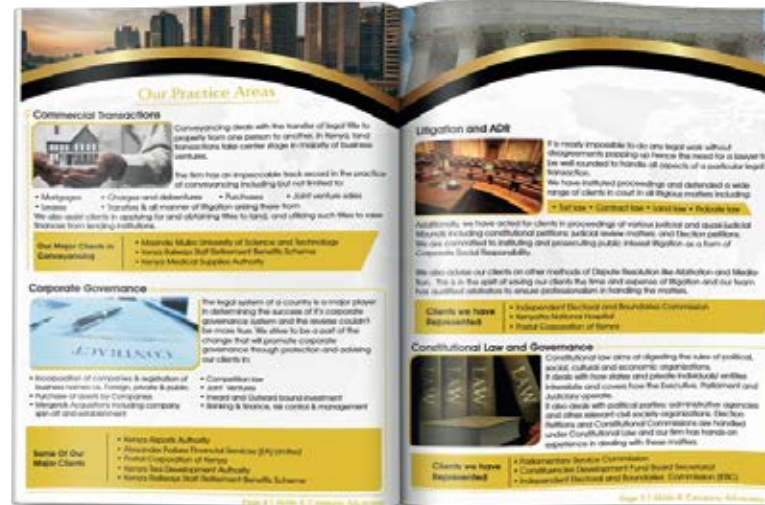 Our Practice Areas
Commercial Transactions
Conveyancing deals with the transfer of legal title to
property from one person to another. In Kenya, land
transactions take center stage in majority of business
ventures.
The firm has an impeccable track record in the practice
of conveyancing including but not limited to:
• Mortgages • Charges and debentures • Purchases • Joint venture sales
• Leases • Transfers & all manner of litigation arising there from
We also assist clients in applying for and obtaining titles to land, and utilizing such titles to raise
finances from lending institutions.
Our Major Clients in
Conveyancing
• Masinde Muliro University of Science and Technology
• Kenya Railways Staff Retirement Benefits Scheme
• Kenya Medical Supplies Authority
Corporate Governance
The legal system of a country is a major player
in determining the success of it's corporate
governance system and the reverse couldn't
be more true. We strive to be a part of the
change that will promote corporate
governance through protection and advising
our clients in:
• Incorporation of companies & registration of
business names i.e. Foreign, private & public
• Purchase of assets by Companies
• Mergers& Acquisitions including company
spin off and establishment
• Competition law
• Joint Ventures
• Inward and Outward bound investment
• Banking & finance, risk control & management
Some Of Our
Major Clients
• Kenya Airports Authority
• Alexander Forbes Financial Services (EA) Limited
• Postal Corporation of Kenya
• Kenya Tea Development Authority
• Kenya Railways Staff Retirement Benefits Scheme
Litigation and ADR
It is nearly impossible to do any legal work without
disagreements popping up hence the need for a lawyer to
be well rounded to handle all aspects of a particular legal
transaction.
We have instituted proceedings and defended a wide
range of clients in court in all litigious matters including:
• Tort law • Contract law • Land law • Probate law
Additionally, we have acted for clients in proceedings at various judicial and quasi-judicial
tribunals including constitutional petitions, judicial review matters, and Election petitions.
We are committed to instituting and prosecuting public interest litigation as a form of
Corporate Social Responsibility.
We also advise our clients on other methods of Dispute Resolution like Arbitration and Media-
tion. This is in the spirit of saving our clients the time and expense of litigation and our team
has qualified arbitrators to ensure professionalism in handling the matters.
Clients we have
Represented
• Independent Electoral and Boundaries Commission
• Kenyatta National Hospital
• Postal Corporation of Kenya
Constitutional Law and Governance
Constitutional law aims at digesting the rules of political,
social, cultural and economic organisations.
It deals with how states and private individuals/ entities
interrelate and covers how the Executive, Parliament and
Judiciary operate.
It also deals with political parties; administrative agencies
and other relevant civil society organisations. Election
Petitions and Constitutional Commissions are handled
under Constitutional Law and our firm has hands on
experience in dealing with these matters.
Clients we have
Represented
• Parliamentary Service Commission
• Constituencies Development Fund Board Secretariat
• Independent Electoral and Boundaries Commission (IEBC)
CONTRACT
LAW
LAW
LAW